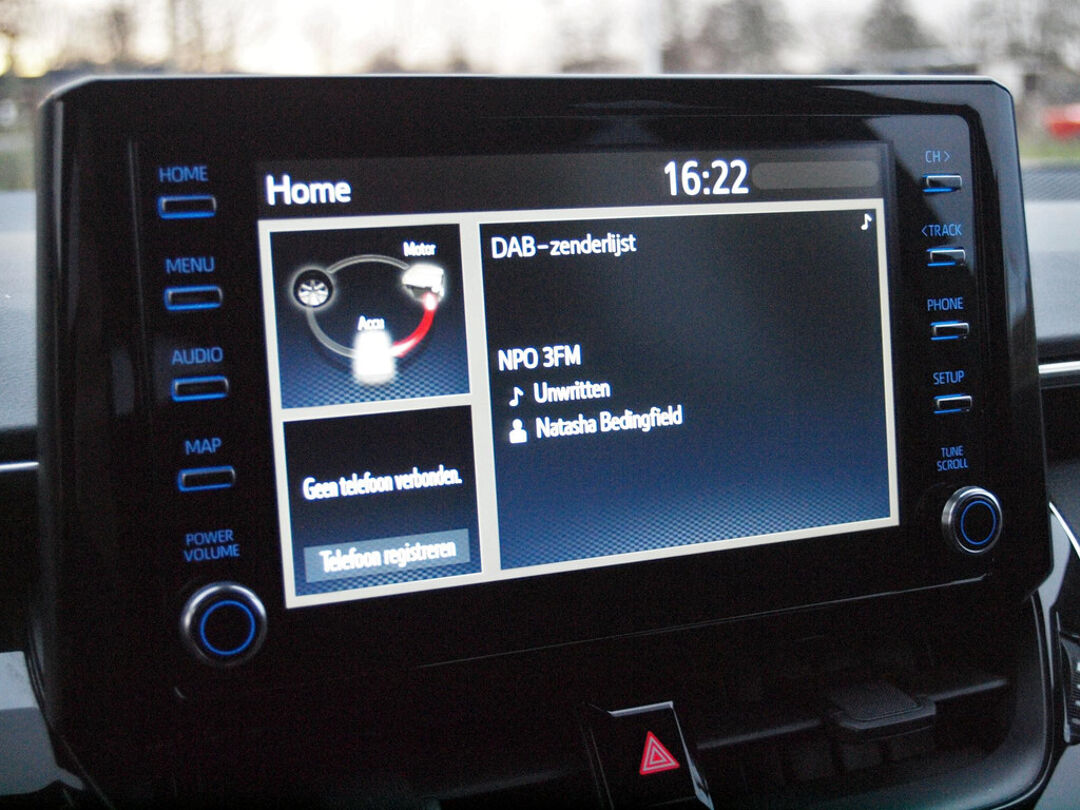 HOME
MENU
AUDIO
MAP
POWER
VOLUME
Home
16:22
Motor
Accu
Geen telefoon verbonden.
Telefoon registreren
DAB-zenderlijst
NPO 3FM
Unwritten
Natasha Bedingfield
CH >
< TRACK
PHONE
SETUP
TUNE
SCROLL